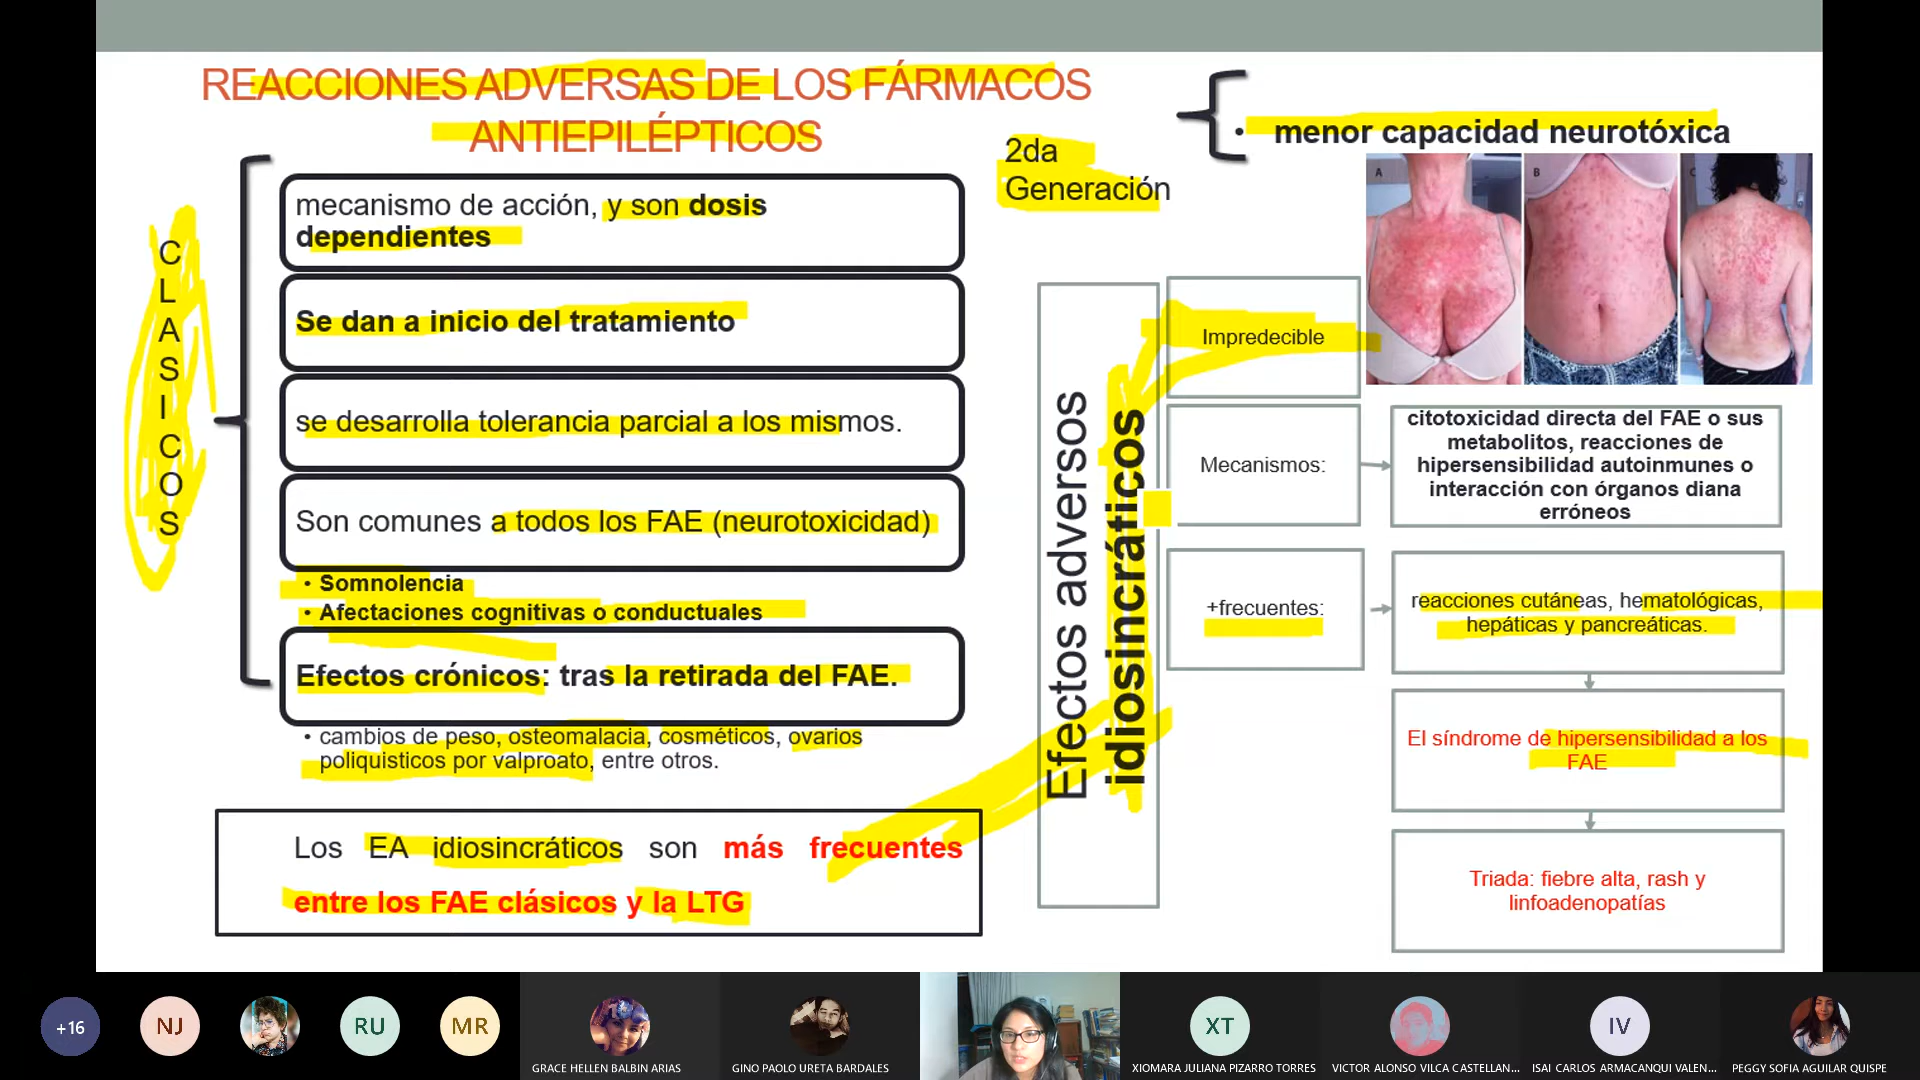 REACCIONES ADVERSAS DE LOS FÁRMACOS
ANTIEPILÉPTICOS
CLASICOS
mecanismo de acción, y son dosis
dependientes
Se dan a inicio del tratamiento
se desarrolla tolerancia parcial a los mismos.
Son comunes a todos los FAE (neurotoxicidad)
• Somnolencia
• Afectaciones cognitivas o conductuales
Efectos crónicos: tras la retirada del FAE.
• cambios de peso, osteomalacia, cosméticos, ovarios
poliquisticos por valproato, entre otros.
Los EA idiosincráticos son más frecuentes
entre los FAE clásicos y la LTG
2da
Generación
• menor capacidad neurotóxica
A
B
C
Efectos adversos
idiosincráticos
Impredecible
Mecanismos:
citotoxicidad directa del FAE o sus
metabolitos, reacciones de
hipersensibilidad autoinmunes o
interacción con órganos diana
erróneos
+frecuentes:
reacciones cutáneas, hematológicas,
hepáticas y pancreáticas.
El síndrome de hipersensibilidad a los
FAE
Triada: fiebre alta, rash y
linfoadenopatías
+16
NJ
RU
MR
GRACE HELLEN BALBIN ARIAS
GINO PAOLO URETA BARDALES
XT
XIOMARA JULIANA PIZARRO TORRES
VICTOR ALONSO VILCA CASTELLAN...
IV
ISAI CARLOS ARMACANQUI VALEN...
PEGGY SOFIA AGUILAR QUISPE